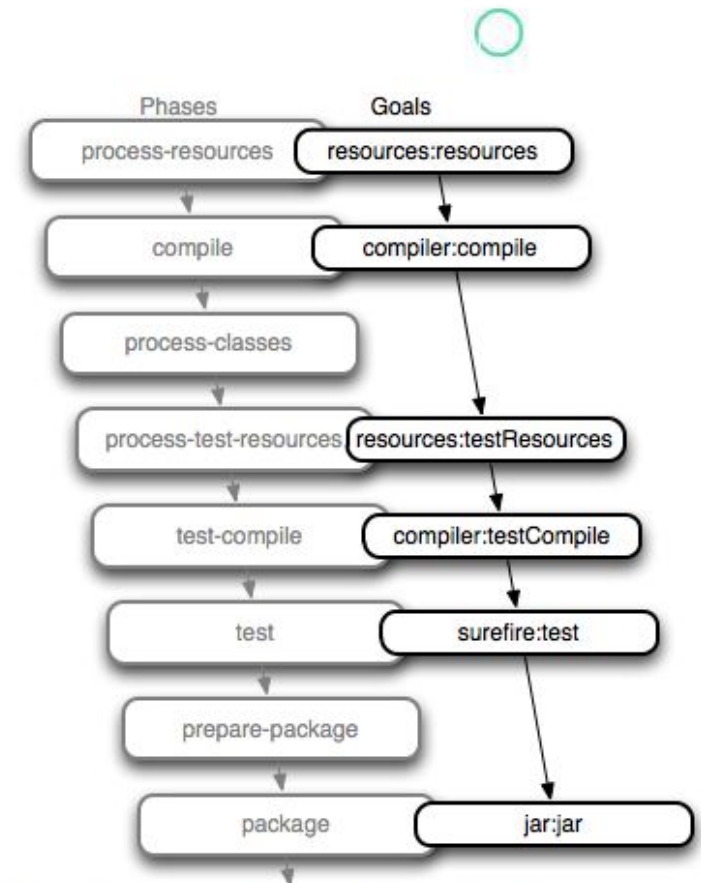 Phases Goals
process-resources resources:resources
compile compiler:compile
process-classes
process-test-resources resources:testResources
test-compile compiler:testCompile
test surefire:test
prepare-package
package jar:jar